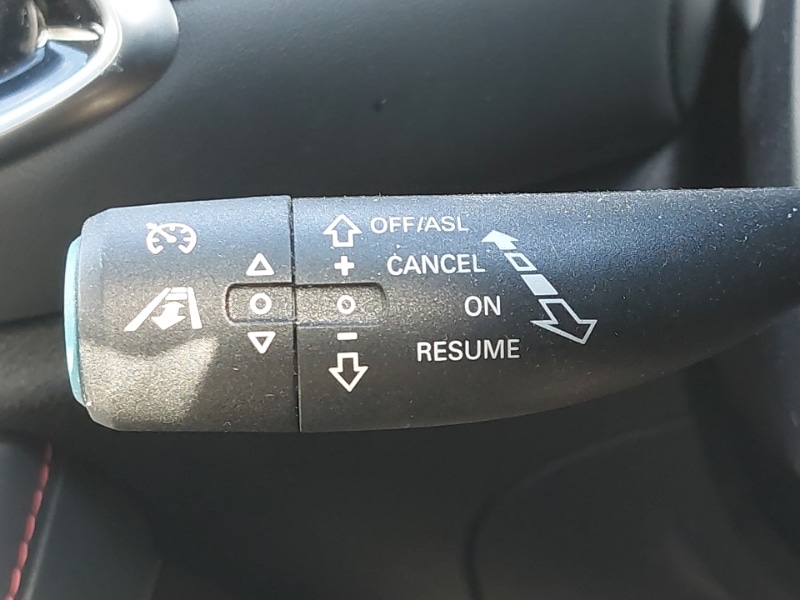 OFF/ASL
+ CANCEL
ON
- RESUME